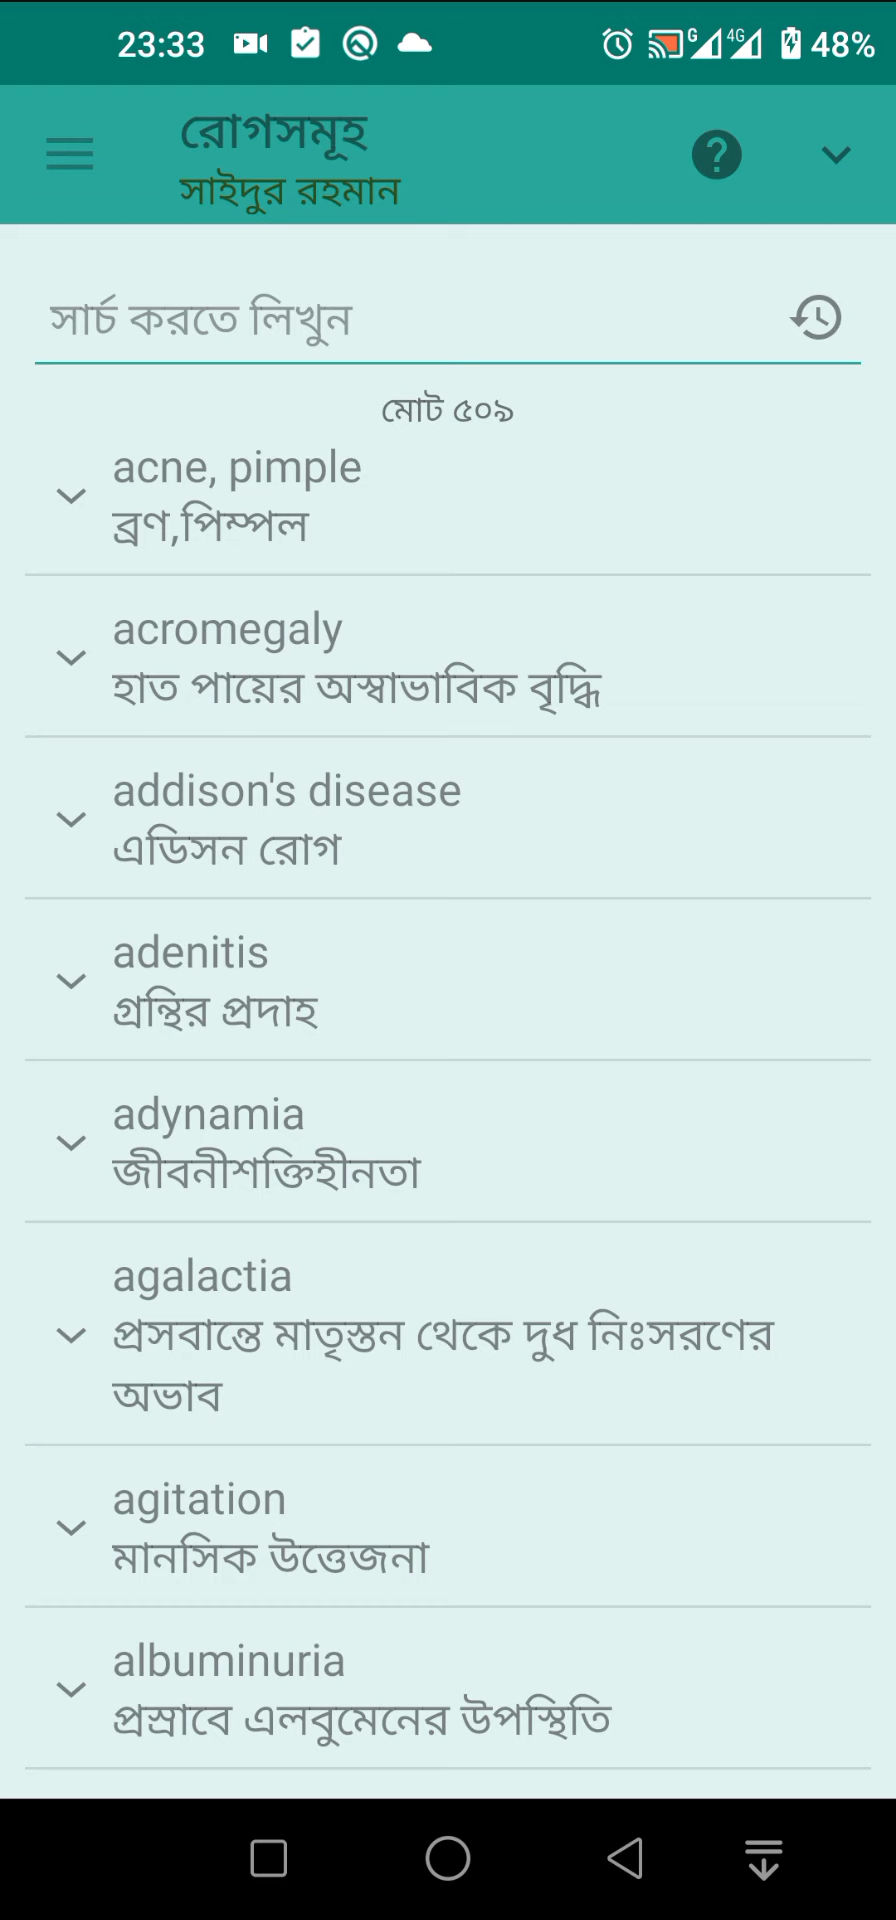 23:33
G 4G 48%
রোগসমূহ
সাইদুর রহমান
সার্চ করতে লিখুন
মোট ৫০৯
acne, pimple
ব্রণ,পিম্পল
acromegaly
হাত পায়ের অস্বাভাবিক বৃদ্ধি
addison's disease
এডিসন রোগ
adenitis
গ্রন্থির প্রদাহ
adynamia
জীবনীশক্তিহীনতা
agalactia
প্রসবান্তে মাতৃস্তন থেকে দুধ নিঃসরণের
অভাব
agitation
মানসিক উত্তেজনা
albuminuria
প্রস্রাবে এলবুমেনের উপস্থিতি